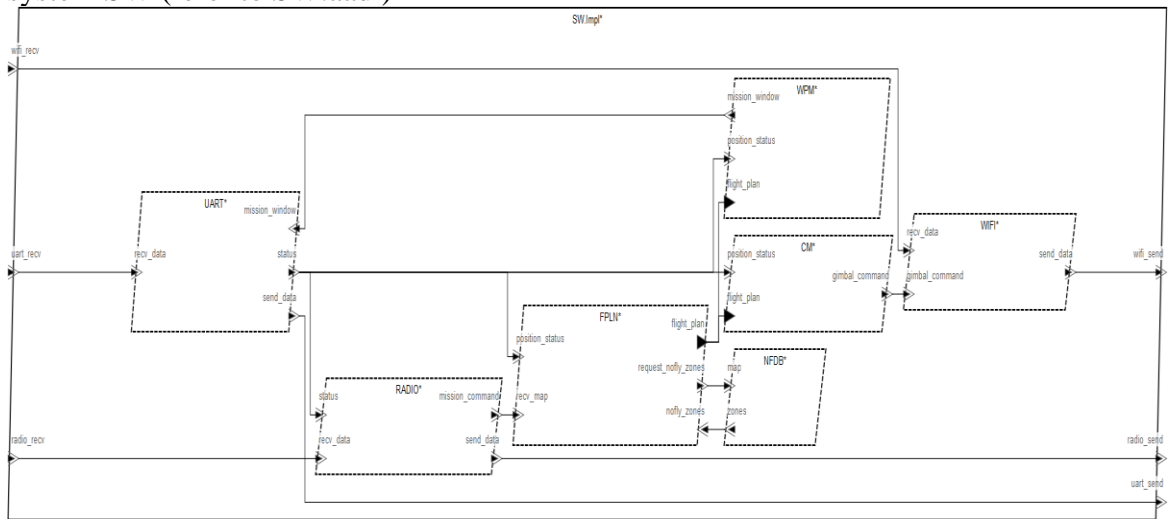 SW.Impl*
wifi_recv
WPM*
mission_window
position_status
flight_plan
UART*
mission_window
recv_data
status
send_data
uart_recv
CM*
position_status
gimbal_command
flight_plan
WIFI*
recv_data
send_data
gimbal_command
wifi_send
FPLN*
flight_plan
position_status
request_nofly_zones
recv_map
nofly_zones
NFDB*
map
zones
RADIO*
status
mission_command
recv_data
send_data
radio_recv
radio_send
uart_send